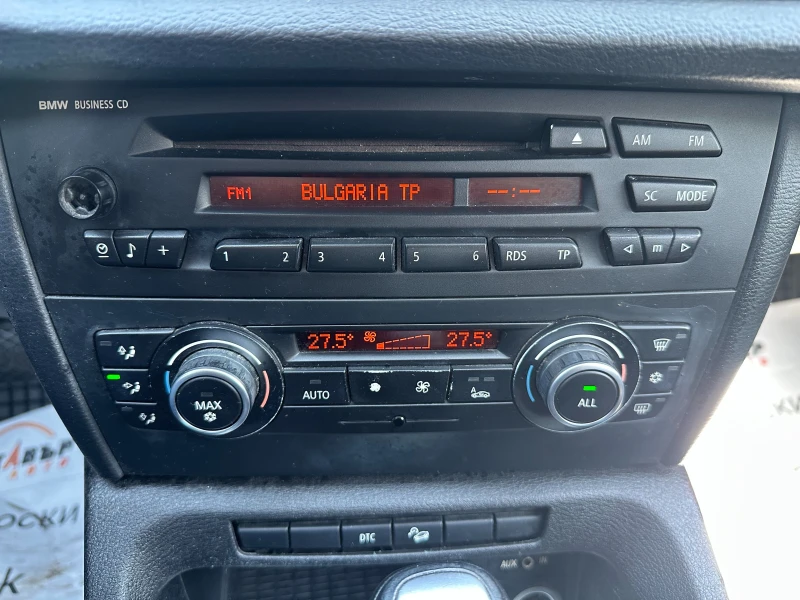 BMW BUSINESS CD
AM FM
FM1 BULGARIA TP --:--
SC MODE
1 2 3 4 5 6 RDS TP m
27.5° 27.5°
MAX AUTO A ALL
DTC
AUX
АВТО